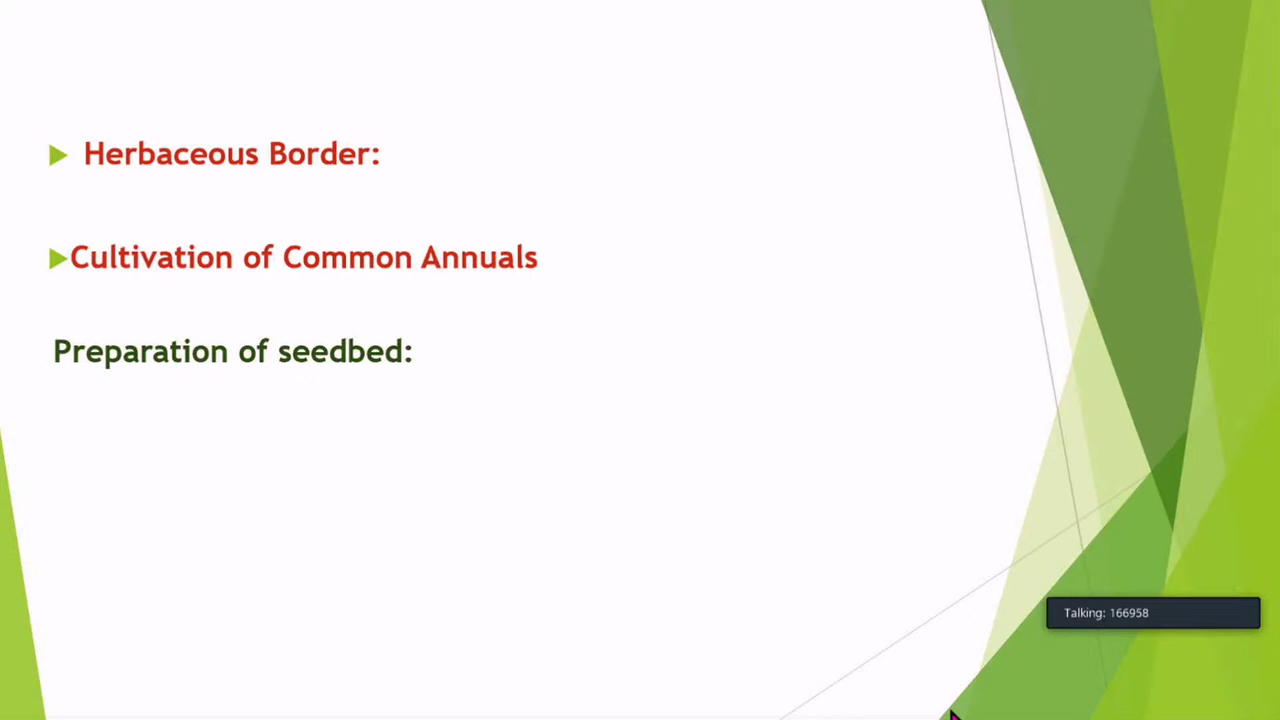 Herbaceous Border:
Cultivation of Common Annuals
Preparation of seedbed:
Talking: 166958